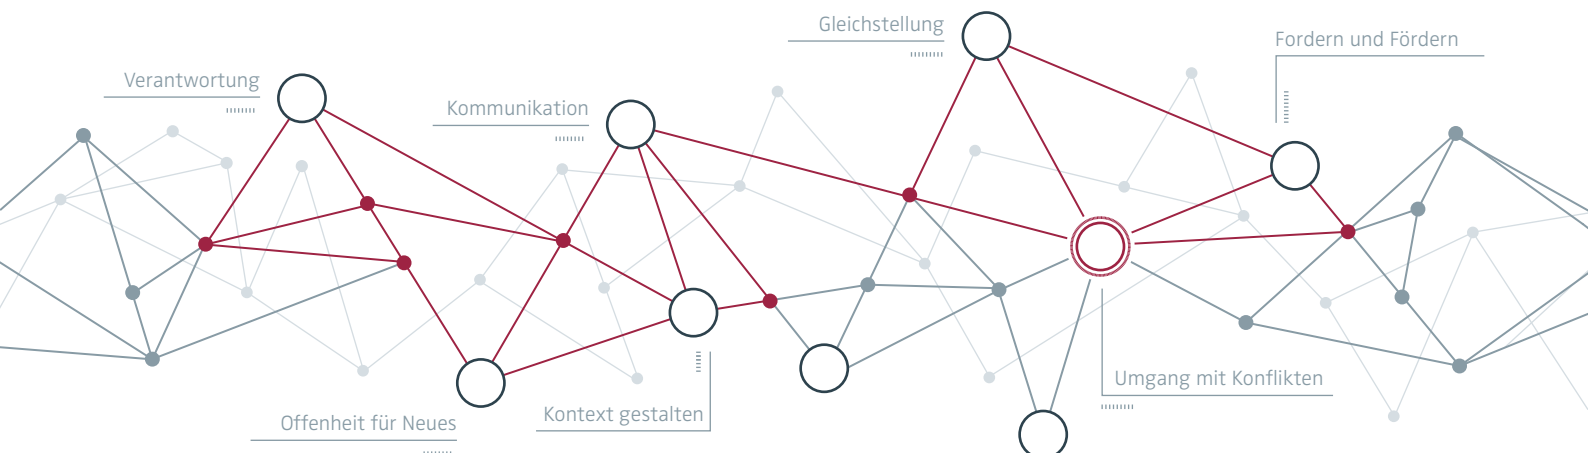 Gleichstellung
Fordern und Fördern
Verantwortung
Kommunikation
Umgang mit Konflikten
Kontext gestalten
Offenheit für Neues